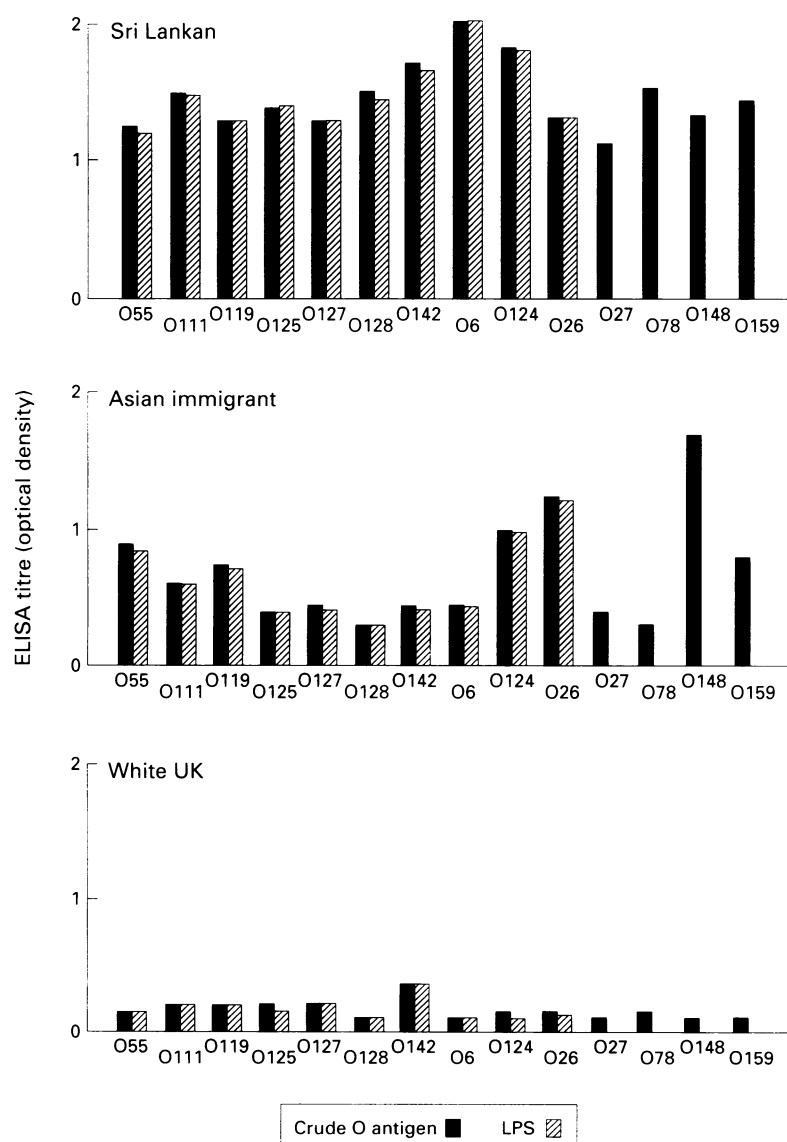 Sri Lankan
2
1
0
O55 O111 O119 O125 O127 O128 O142 O6 O124 O26 O27 O78 O148 O159
ELISA titre (optical density)
Asian immigrant
2
1
0
O55 O111 O119 O125 O127 O128 O142 O6 O124 O26 O27 O78 O148 O159
White UK
2
1
0
O55 O111 O119 O125 O127 O128 O142 O6 O124 O26 O27 O78 O148 O159
Crude O antigen LPS